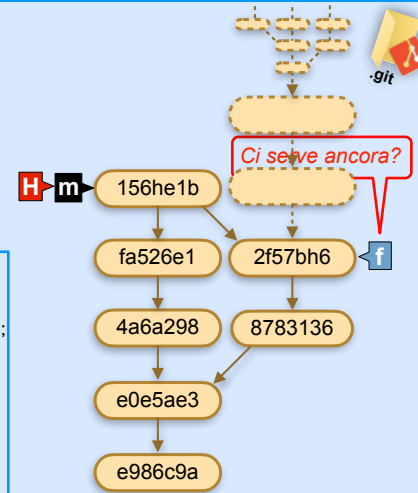 .git
Ci serve ancora?
H m 156he1b
fa526e1 2f57bh6 f
;
4a6a298 8783136
e0e5ae3
e986c9a